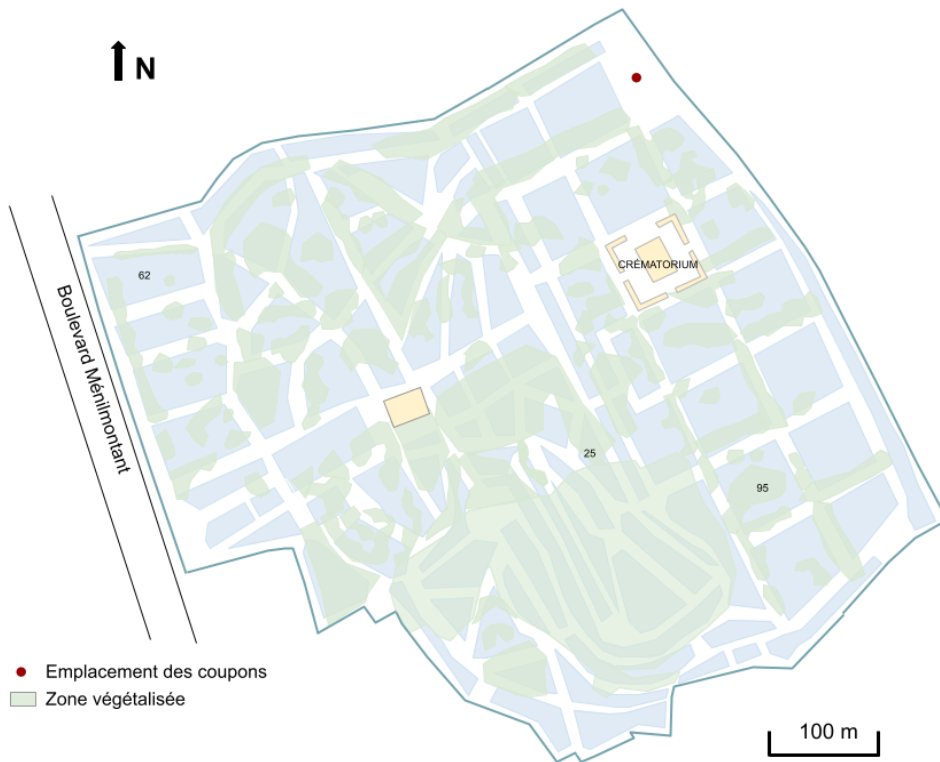 N
62
CRÉMATORIUM
Boulevard Ménilmontant
25
95
Emplacement des coupons
Zone végétalisée
100 m